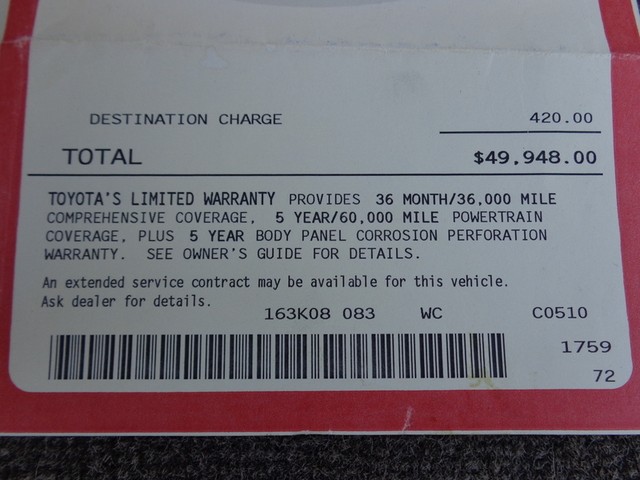 DESTINATION CHARGE 420.00
TOTAL $49,948.00
TOYOTA'S LIMITED WARRANTY PROVIDES 36 MONTH/36,000 MILE
COMPREHENSIVE COVERAGE, 5 YEAR/60,000 MILE POWERTRAIN
COVERAGE, PLUS 5 YEAR BODY PANEL CORROSION PERFORATION
WARRANTY. SEE OWNER'S GUIDE FOR DETAILS.
An extended service contract may be available for this vehicle.
Ask dealer for details.
163K08 083 WC C0510
1759
72